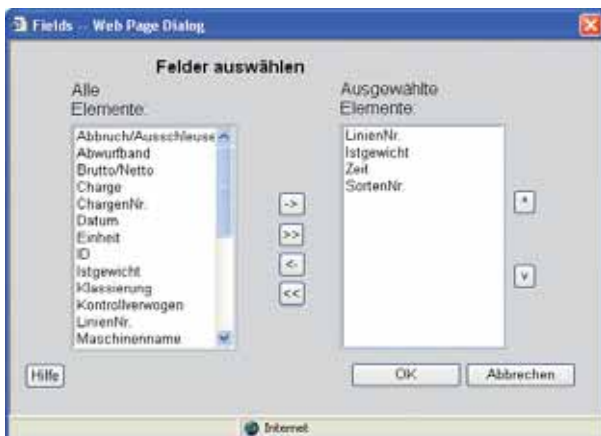 Fields -- Web Page Dialog
Felder auswählen
Alle
Elemente:
Abbruch/Ausschleuse
Abwurfband
Brutto/Netto
Charge
ChargenNr.
Datum
Einheit
ID
Istgewicht
Klassierung
Kontrollverwogen
LinienNr.
Maschinenname
->
>>
<-
<<
Ausgewählte
Elemente:
LinienNr.
Istgewicht
Zeit
SortenNr.
^
v
Hilfe
OK
Abbrechen
Internet